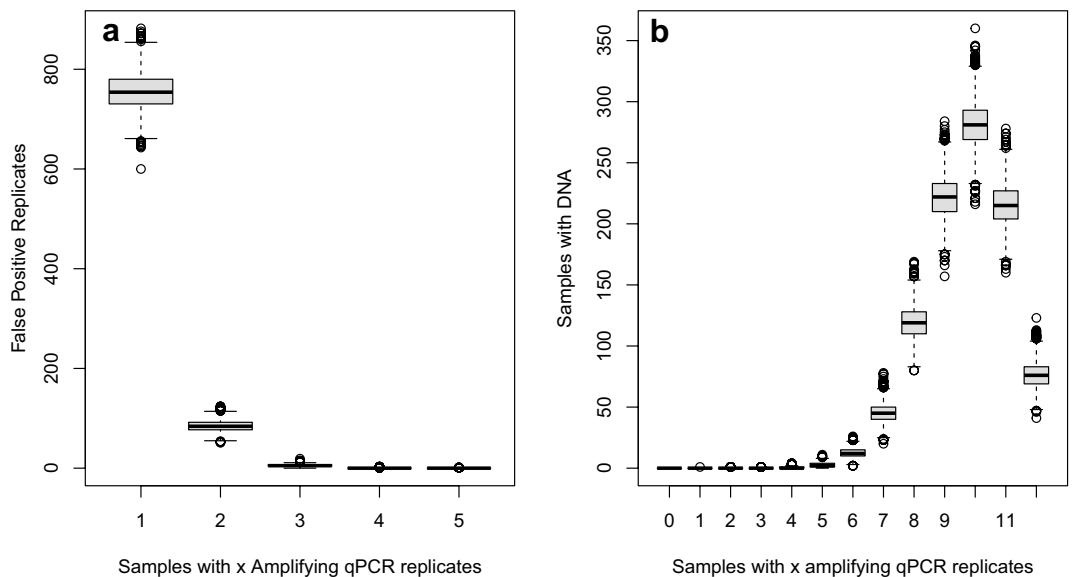 a
800
600
400
200
0
False Positive Replicates
1 2 3 4 5
Samples with x Amplifying qPCR replicates
b
350
300
250
200
150
100
50
0
Samples with DNA
0 1 2 3 4 5 6 7 8 9 11
Samples with x amplifying qPCR replicates